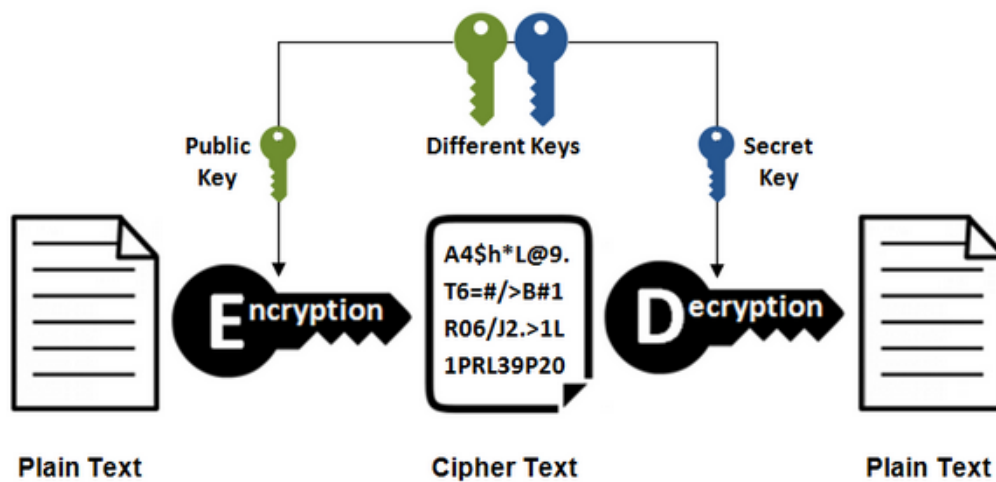 Public
Key
Different Keys
Secret
Key
Encryption
A4$h*L@9.
T6=#/>B#1
R06/J2.>1L
1PRL39P20
Decryption
Plain Text
Cipher Text
Plain Text